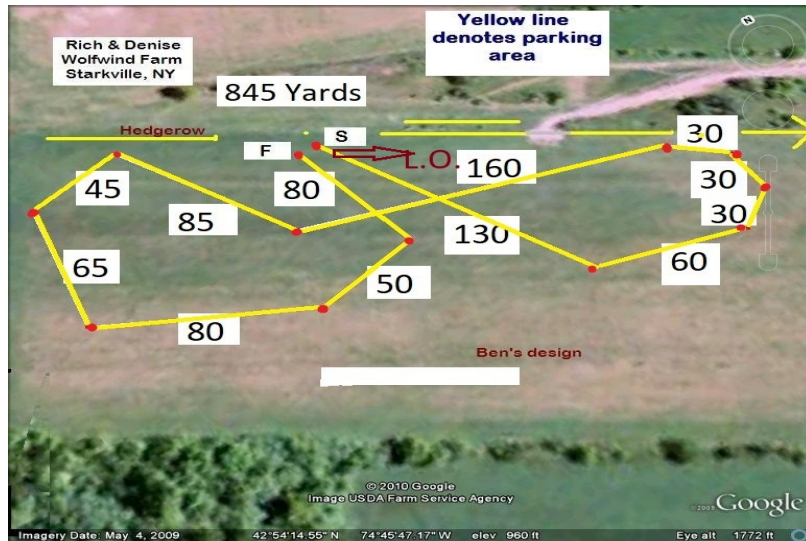 Rich & Denise
Wolfwind Farm
Starkville, NY
Yellow line
denotes parking
area
N
845 Yards
Hedgerow
S
F
L.O.
30
45
80
160
30
85
30
130
65
50
60
80
Ben's design
© 2010 Google
Image USDA Farm Service Agency
©2009 Google
Imagery Date: May 4, 2009
42°54'14.55" N 74°45'47.17" W elev 960 ft
Eye alt 1772 ft